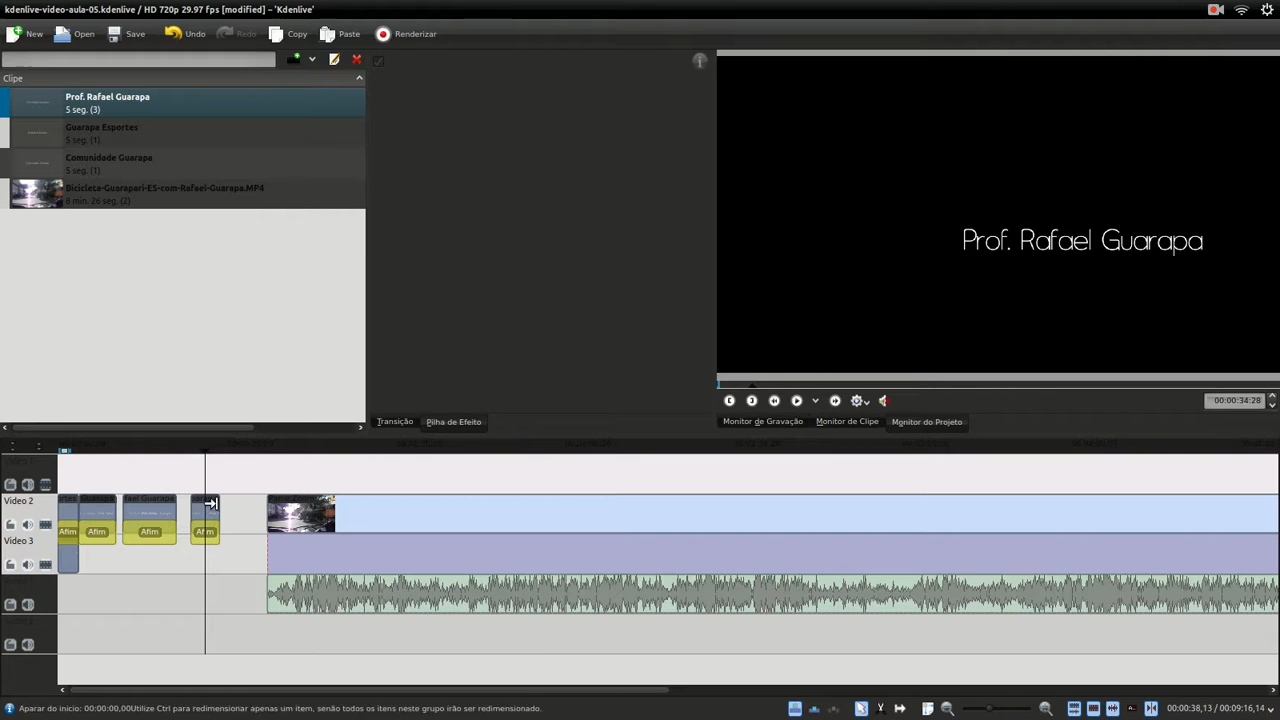 kdenlive-video-aula-05.kdenlive / HD 720p 29.97 fps [modified] – 'Kdenlive'
New Open Save Undo Redo Copy Paste Renderizar
Clipe
Prof. Rafael Guarapa
5 seg. (3)
Guarapa Esportes
5 seg. (1)
Comunidade Guarapa
5 seg. (1)
Bicicleta-Guarapari-ES-com-Rafael-Guarapa.MP4
8 min. 26 seg. (2)
Prof. Rafael Guarapa
00:00:34:28
Transição Pilha de Efeito
Monitor de Gravação Monitor de Clipe Monitor do Projeto
Video 1
Video 2
fael Guarapa
Afim Afim Afim Afim
Video 3
Aparar do inicio: 00:00:00,00Utilize Ctrl para redimensionar apenas um item, senão todos os itens neste grupo irão ser redimensionado.
00:00:38,13 / 00:09:16,14